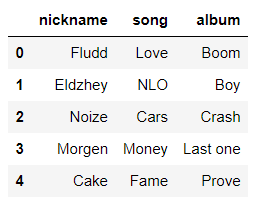 nickname song album
0 Fludd Love Boom
1 Eldzhey NLO Boy
2 Noize Cars Crash
3 Morgen Money Last one
4 Cake Fame Prove